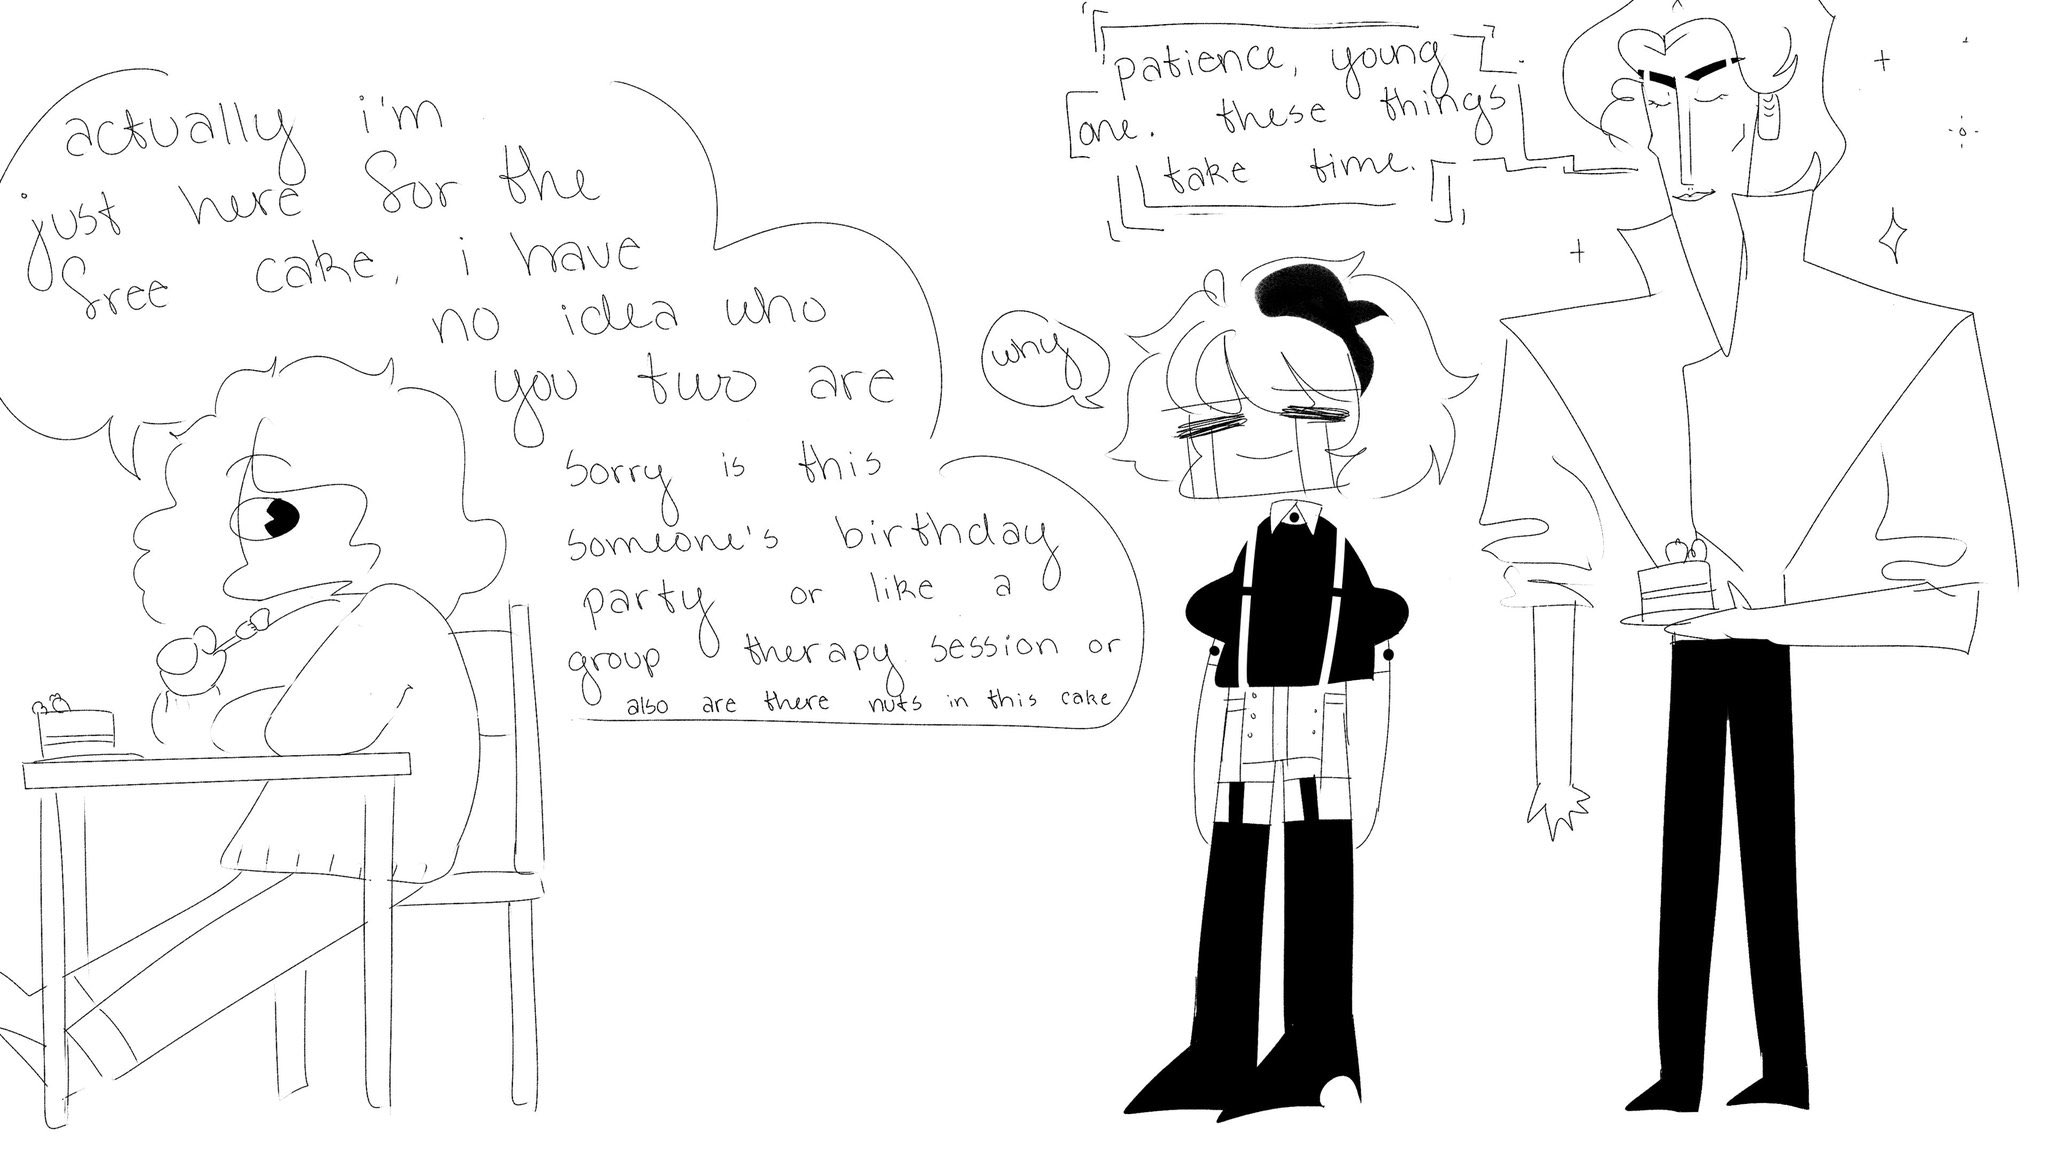 actually i'm
just here for the
free cake, i have
no idea who
you two are
sorry is this
someone's birthday
party or like a
group therapy session or
also are there nuts in this cake
why
patience, young
one. these things
take time.